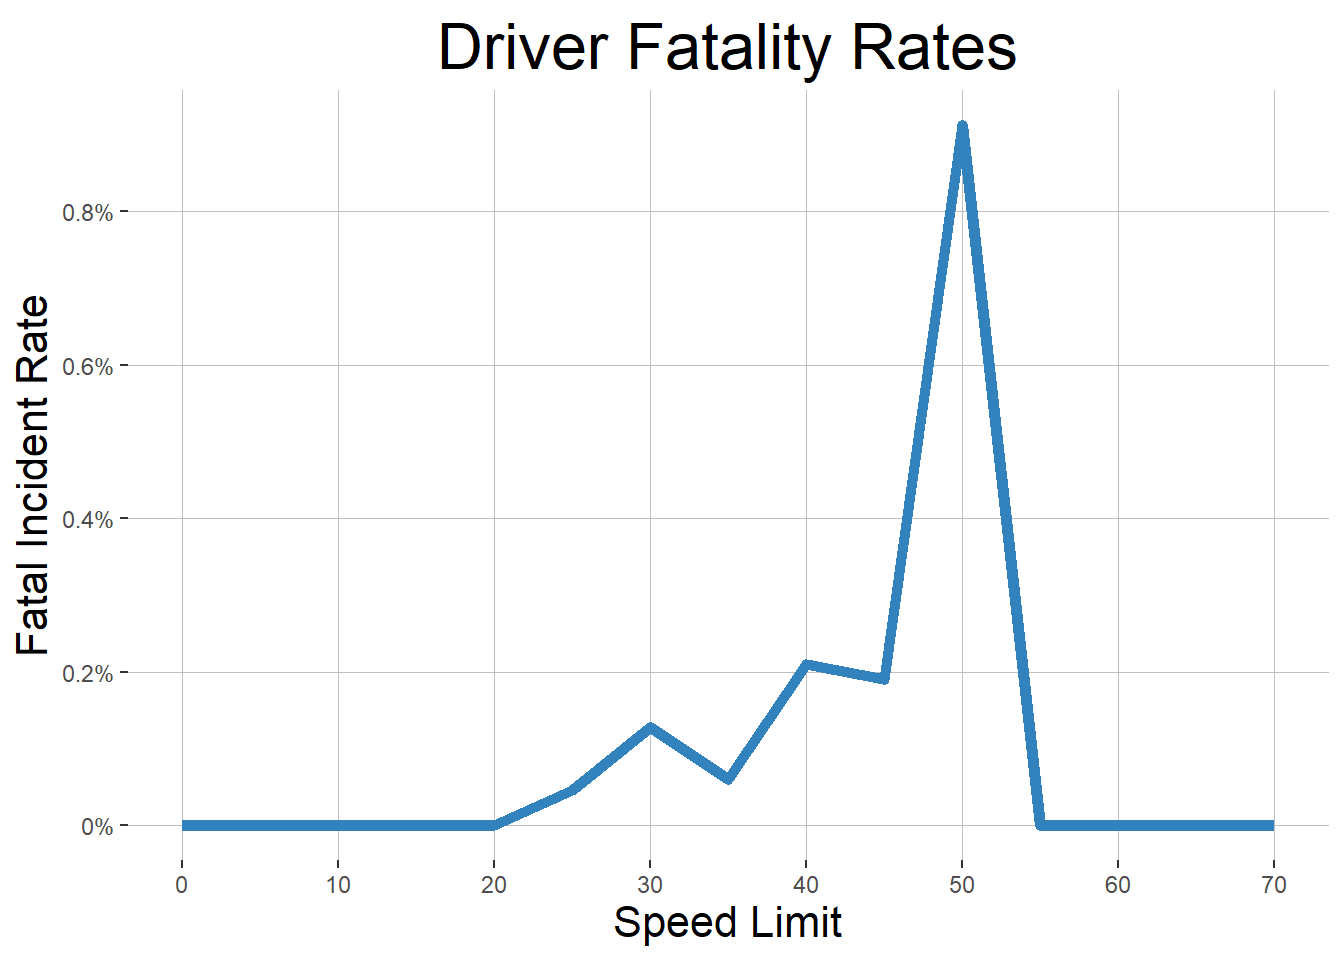 Driver Fatality Rates
Fatal Incident Rate
0.8%
0.6%
0.4%
0.2%
0%
0 10 20 30 40 50 60 70
Speed Limit